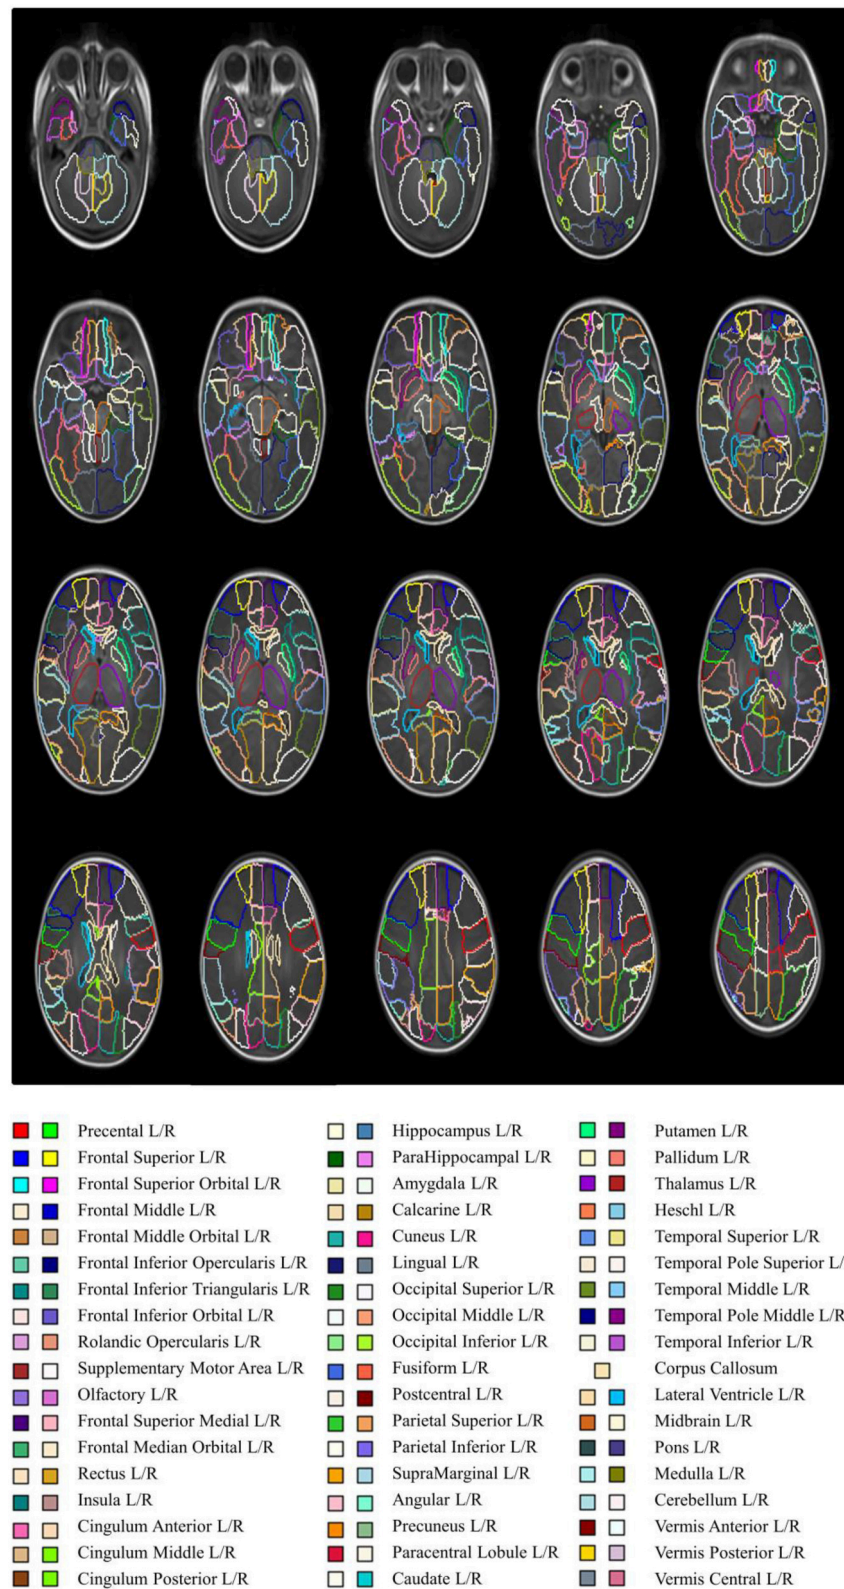 Precental L/R
Frontal Superior L/R
Frontal Superior Orbital L/R
Frontal Middle L/R
Frontal Middle Orbital L/R
Frontal Inferior Opercularis L/R
Frontal Inferior Triangularis L/R
Frontal Inferior Orbital L/R
Rolandic Opercularis L/R
Supplementary Motor Area L/R
Olfactory L/R
Frontal Superior Medial L/R
Frontal Median Orbital L/R
Rectus L/R
Insula L/R
Cingulum Anterior L/R
Cingulum Middle L/R
Cingulum Posterior L/R
Hippocampus L/R
ParaHippocampal L/R
Amygdala L/R
Calcarine L/R
Cuneus L/R
Lingual L/R
Occipital Superior L/R
Occipital Middle L/R
Occipital Inferior L/R
Fusiform L/R
Postcentral L/R
Parietal Superior L/R
Parietal Inferior L/R
SupraMarginal L/R
Angular L/R
Precuneus L/R
Paracentral Lobule L/R
Caudate L/R
Putamen L/R
Pallidum L/R
Thalamus L/R
Heschl L/R
Temporal Superior L/R
Temporal Pole Superior L/
Temporal Middle L/R
Temporal Pole Middle L/R
Temporal Inferior L/R
Corpus Callosum
Lateral Ventricle L/R
Midbrain L/R
Pons L/R
Medulla L/R
Cerebellum L/R
Vermis Anterior L/R
Vermis Posterior L/R
Vermis Central L/R